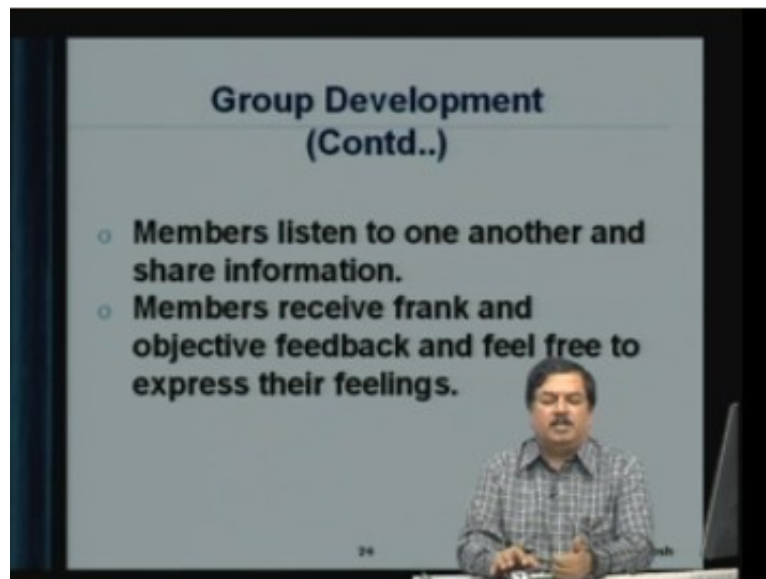 Group Development
(Contd..)
o Members listen to one another and
share information.
o Members receive frank and
objective feedback and feel free to
express their feelings.
24